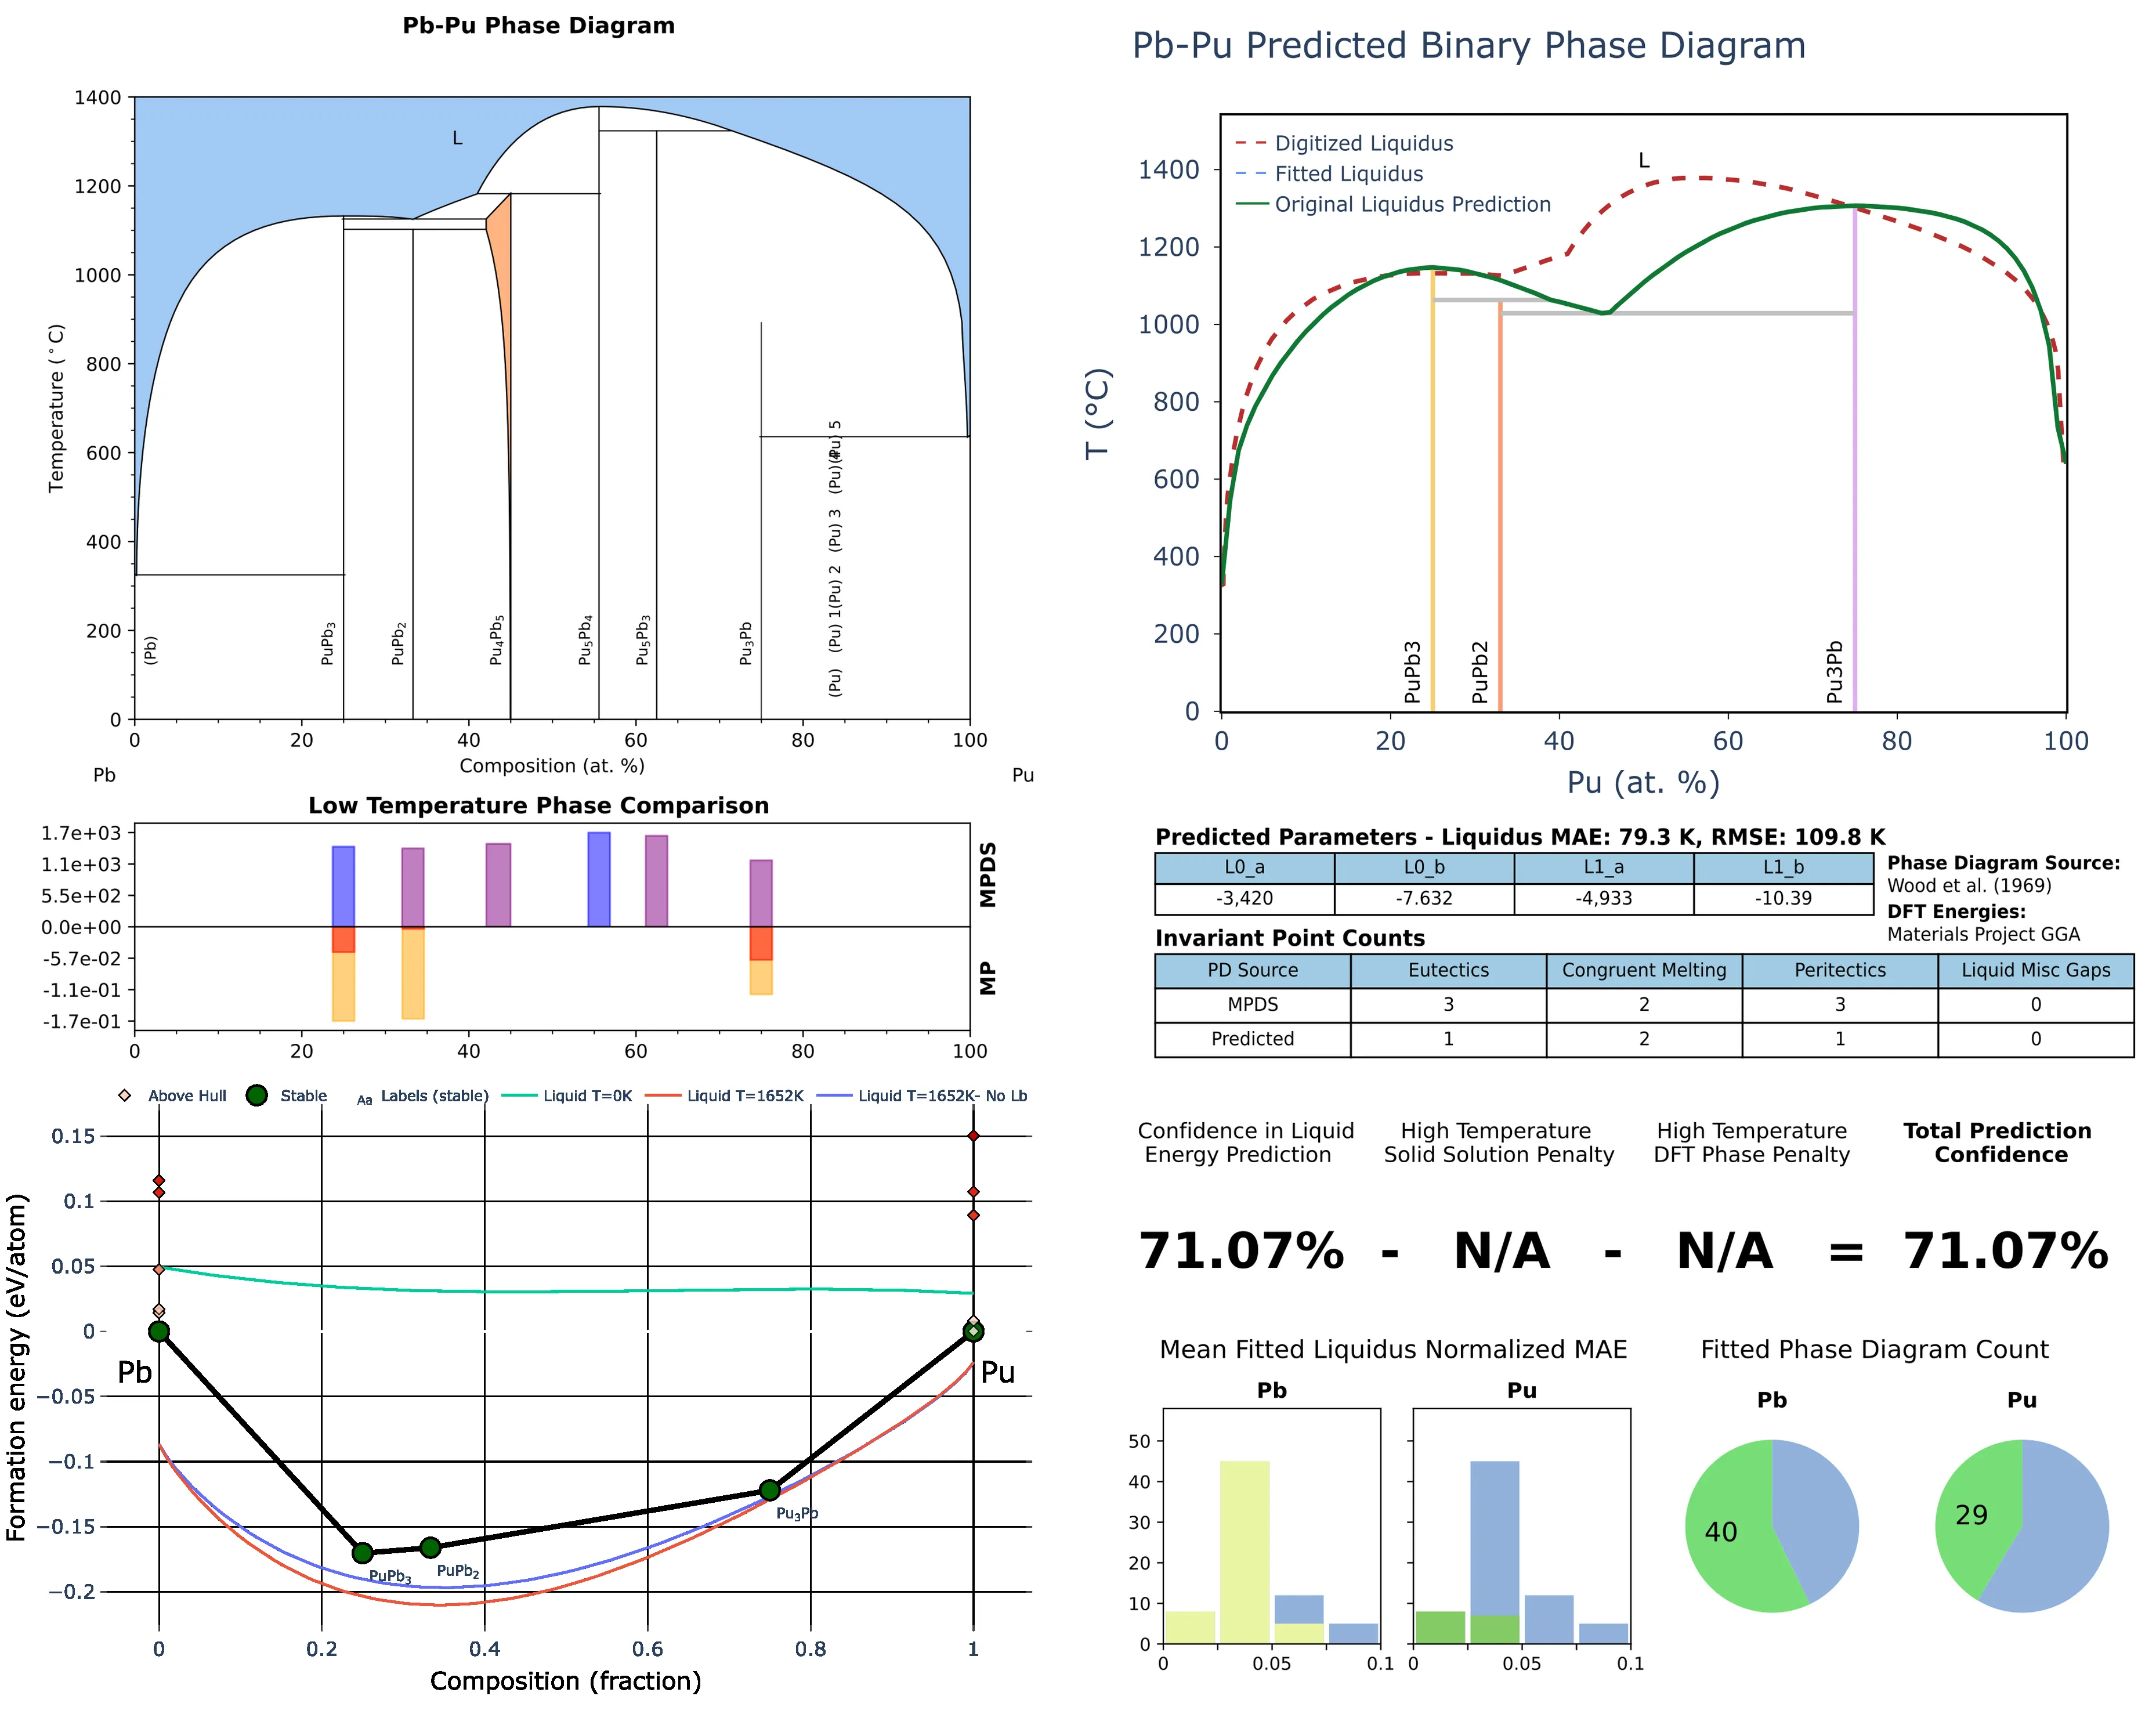 Pb-Pu Phase Diagram
1400
1200
1000
800
600
400
200
0
Temperature (°C)
L
(Pb)
PuPb3
PuPb2
Pu4Pb5
Pu5Pb4
Pu5Pb3
Pu3Pb
(Pu)
(Pu) 1
(Pu) 2
(Pu) 3
(Pu) 5
0 20 40 60 80 100
Composition (at. %)
Pb Pu
Pb-Pu Predicted Binary Phase Diagram
Digitized Liquidus
Fitted Liquidus
Original Liquidus Prediction
L
1400
1200
1000
800
600
400
200
0
T (°C)
PuPb3
PuPb2
Pu3Pb
0 20 40 60 80 100
Pu (at. %)
Low Temperature Phase Comparison
1.7e+03
1.1e+03
5.5e+02
0.0e+00
-5.7e-02
-1.1e-01
-1.7e-01
MPDS
MP
0 20 40 60 80 100
Predicted Parameters - Liquidus MAE: 79.3 K, RMSE: 109.8 K
L0_a L0_b L1_a L1_b
-3,420 -7.632 -4,933 -10.39
Phase Diagram Source:
Wood et al. (1969)
DFT Energies:
Materials Project GGA
Invariant Point Counts
PD Source Eutectics Congruent Melting Peritectics Liquid Misc Gaps
MPDS 3 2 3 0
Predicted 1 2 1 0
Above Hull Stable Aa Labels (stable) Liquid T=0K Liquid T=1652K Liquid T=1652K- No Lb
0.15
0.1
0.05
0
−0.05
−0.1
−0.15
−0.2
Formation energy (eV/atom)
Pb
Pu
PuPb3
PuPb2
Pu3Pb
0 0.2 0.4 0.6 0.8 1
Composition (fraction)
Confidence in Liquid
Energy Prediction
High Temperature
Solid Solution Penalty
High Temperature
DFT Phase Penalty
Total Prediction
Confidence
71.07% - N/A - N/A = 71.07%
Mean Fitted Liquidus Normalized MAE
Pb
Pu
50
40
30
20
10
0
0 0.05 0.1
0 0.05 0.1
Fitted Phase Diagram Count
Pb
Pu
40
29